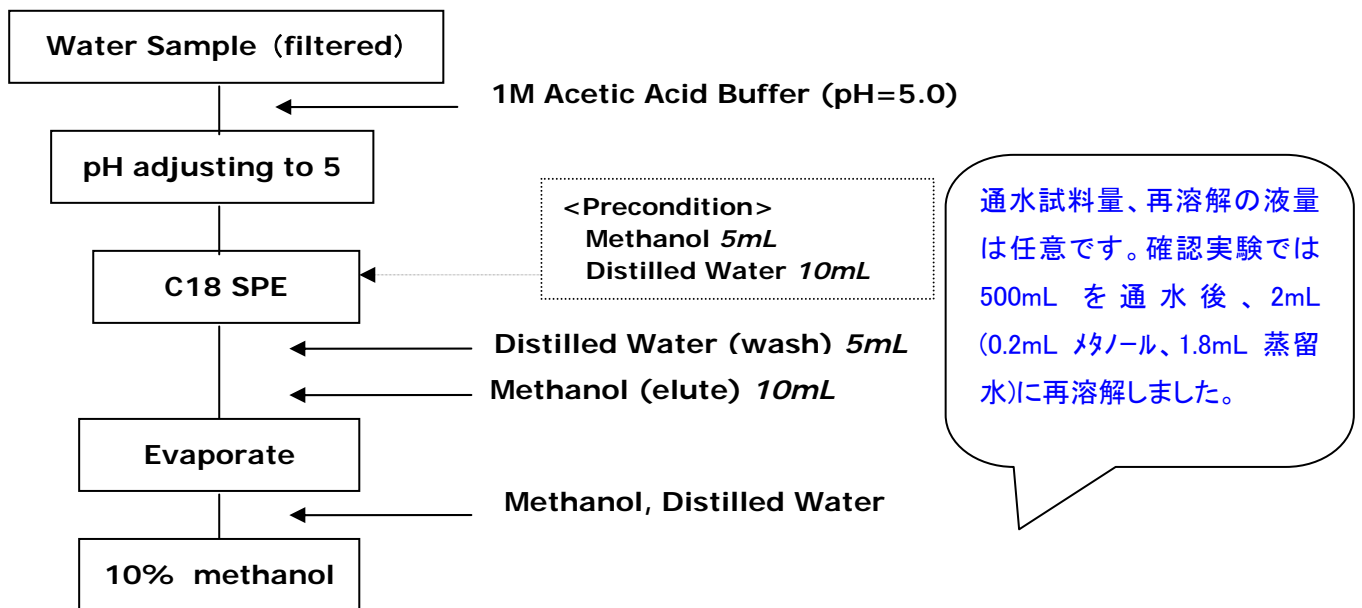 Water Sample (filtered)
1M Acetic Acid Buffer (pH=5.0)
pH adjusting to 5
<Precondition>
Methanol 5mL
Distilled Water 10mL
C18 SPE
Distilled Water (wash) 5mL
Methanol (elute) 10mL
Evaporate
Methanol, Distilled Water
10% methanol
通水試料量、再溶解の液量
は任意です。確認実験では
500mL を通水後、2mL
(0.2mL ﾒﾀﾉｰﾙ、1.8mL 蒸留
水)に再溶解しました。